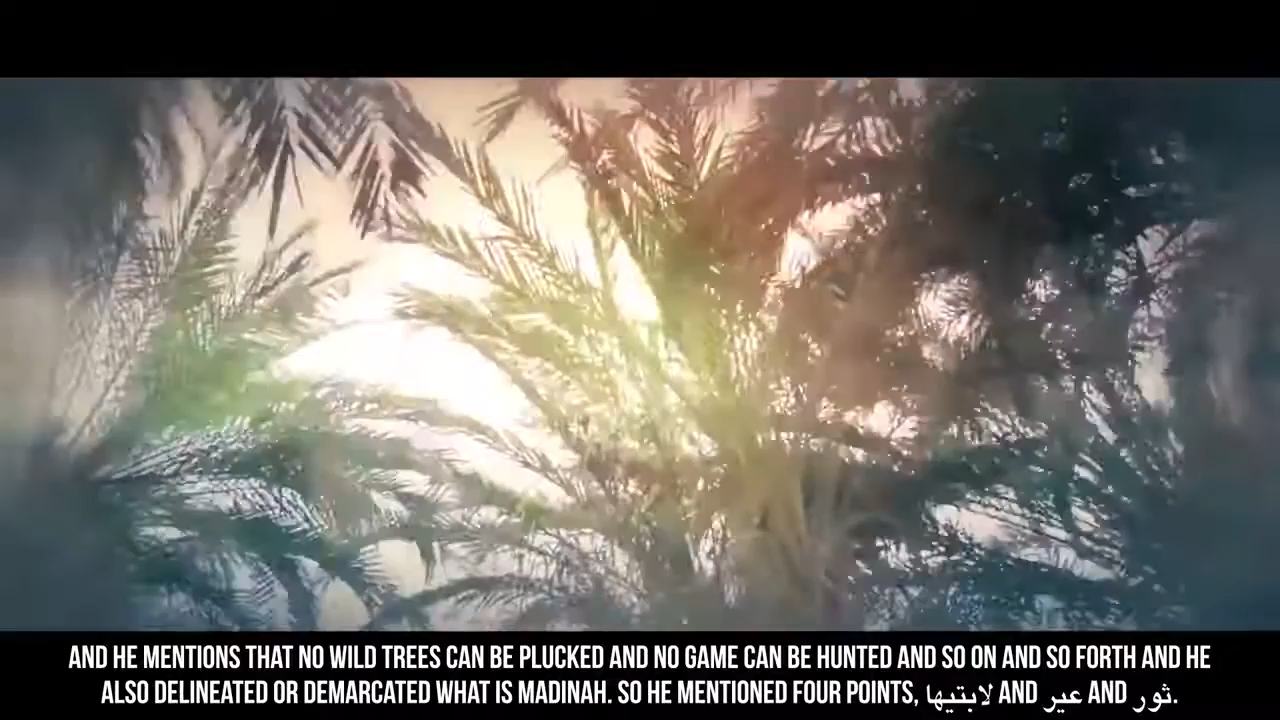 AND HE MENTIONS THAT NO WILD TREES CAN BE PLUCKED AND NO GAME CAN BE HUNTED AND SO ON AND SO FORTH AND HE
ALSO DELINEATED OR DEMARCATED WHAT IS MADINAH. SO HE MENTIONED FOUR POINTS, لابتيها AND عير AND ثور.